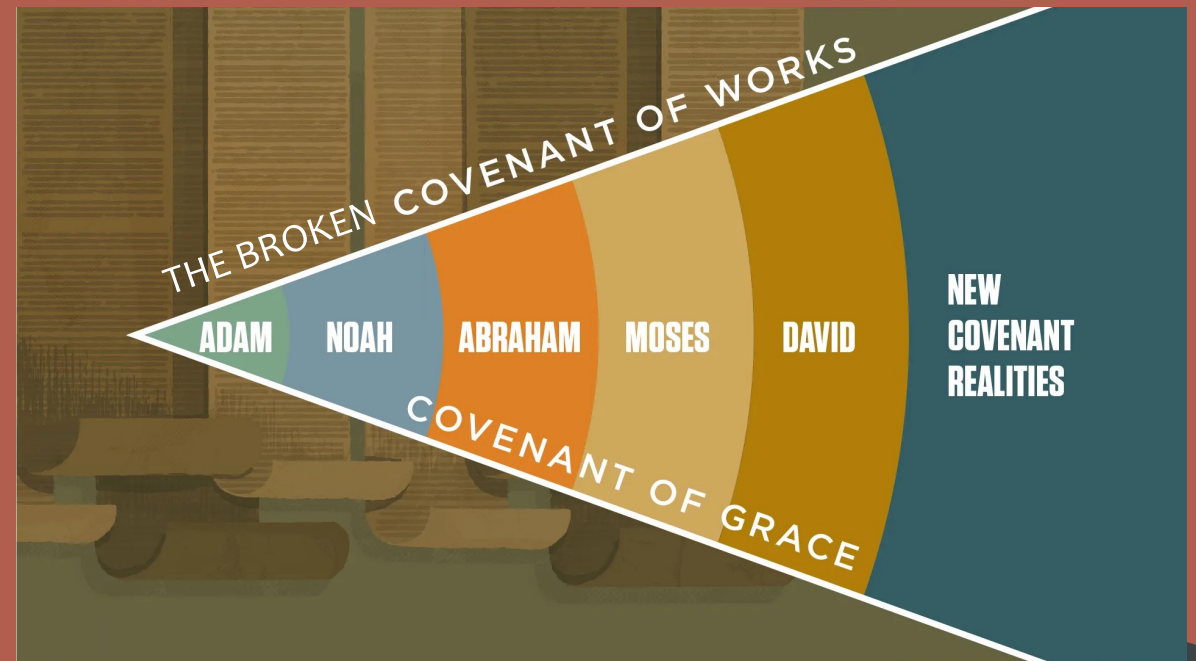 THE BROKEN COVENANT OF WORKS
ADAM
NOAH
ABRAHAM
MOSES
DAVID
NEW
COVENANT
REALITIES
COVENANT OF GRACE